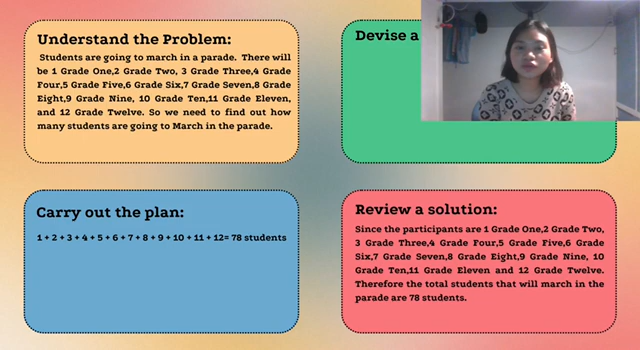 Understand the Problem:
Students are going to march in a parade. There will
be 1 Grade One,2 Grade Two, 3 Grade Three,4 Grade
Four,5 Grade Five,6 Grade Six,7 Grade Seven,8 Grade
Eight,9 Grade Nine, 10 Grade Ten,11 Grade Eleven,
and 12 Grade Twelve. So we need to find out how
many students are going to March in the parade.
Devise a
Carry out the plan:
1 + 2 + 3 + 4 + 5 + 6 + 7 + 8 + 9 + 10 + 11 + 12= 78 students
Review a solution:
Since the participants are 1 Grade One,2 Grade Two,
3 Grade Three,4 Grade Four,5 Grade Five,6 Grade
Six,7 Grade Seven,8 Grade Eight,9 Grade Nine, 10
Grade Ten,11 Grade Eleven and 12 Grade Twelve.
Therefore the total students that will march in the
parade are 78 students.